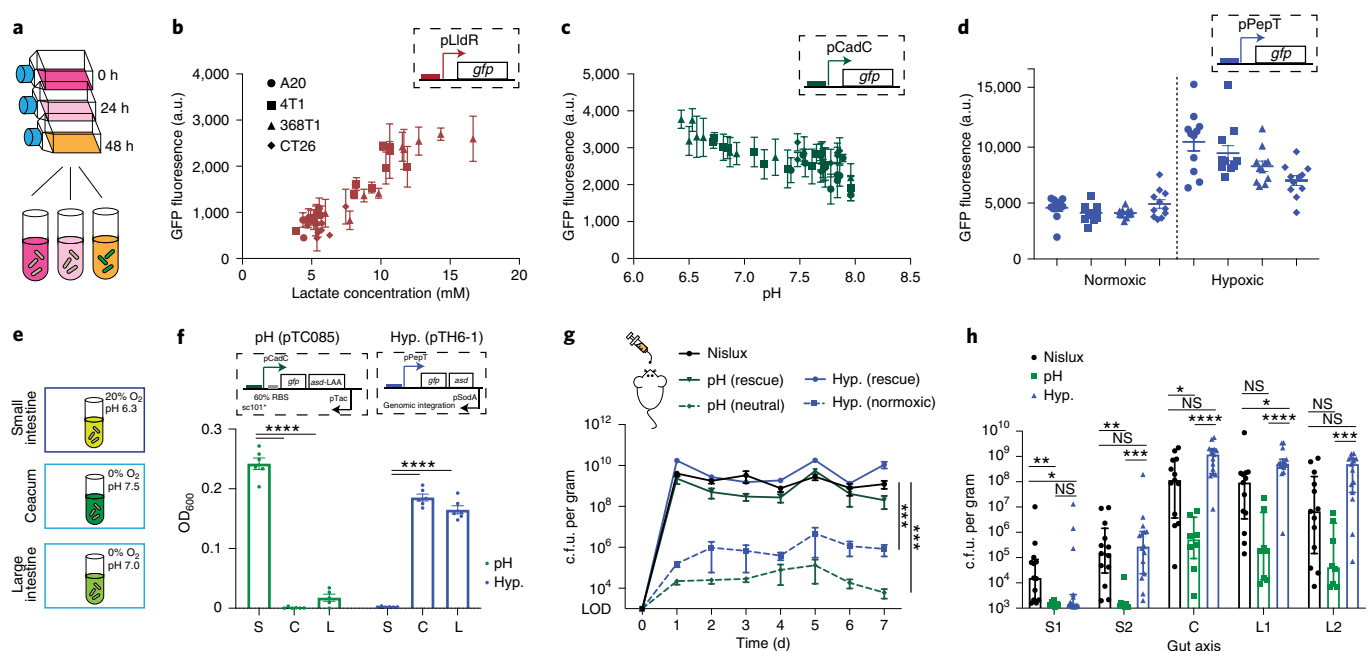 a
0 h
24 h
48 h
b
pLldR
gfp
4,000
3,000
2,000
1,000
0
GFP fluoresence (a.u.)
A20
4T1
368T1
CT26
0
5
10
15
20
Lactate concentration (mM)
c
pCadC
gfp
5,000
4,000
3,000
2,000
1,000
0
GFP fluoresence (a.u.)
6.0
6.5
7.0
7.5
8.0
8.5
pH
d
pPepT
gfp
15,000
10,000
5,000
0
GFP fluoresence (a.u.)
Normoxic
Hypoxic
e
Small
intestine
20% O2
pH 6.3
Ceacum
0% O2
pH 7.5
Large
intestine
0% O2
pH 7.0
f
pH (pTC085)
pCadC
gfp
asd-LAA
60% RBS
sc101*
pTac
Hyp. (pTH6-1)
pPepT
gfp
asd
Genomic integration
pSodA
0.3
0.2
0.1
0
OD600
****
****
pH
Hyp.
S
C
L
S
C
L
g
Nislux
pH (rescue)
pH (neutral)
Hyp. (rescue)
Hyp. (normoxic)
10^12
10^10
10^8
10^6
10^4
LOD
c.f.u. per gram
***
***
0
1
2
3
4
5
6
7
Time (d)
h
Nislux
pH
Hyp.
10^10
10^9
10^8
10^7
10^6
10^5
10^4
10^3
c.f.u. per gram
**
*
NS
**
NS
***
*
NS
****
NS
*
****
NS
NS
***
S1
S2
C
L1
L2
Gut axis